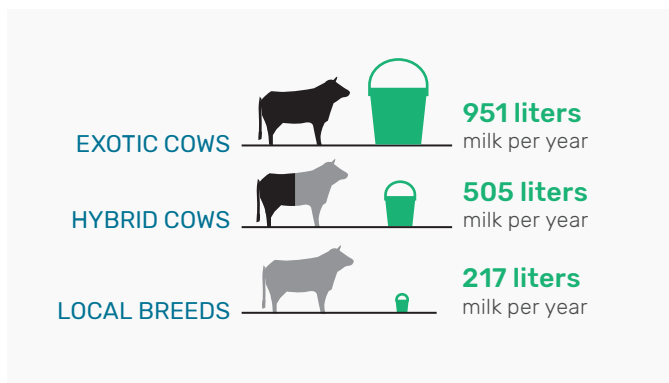 EXOTIC COWS
951 liters
milk per year
HYBRID COWS
505 liters
milk per year
LOCAL BREEDS
217 liters
milk per year